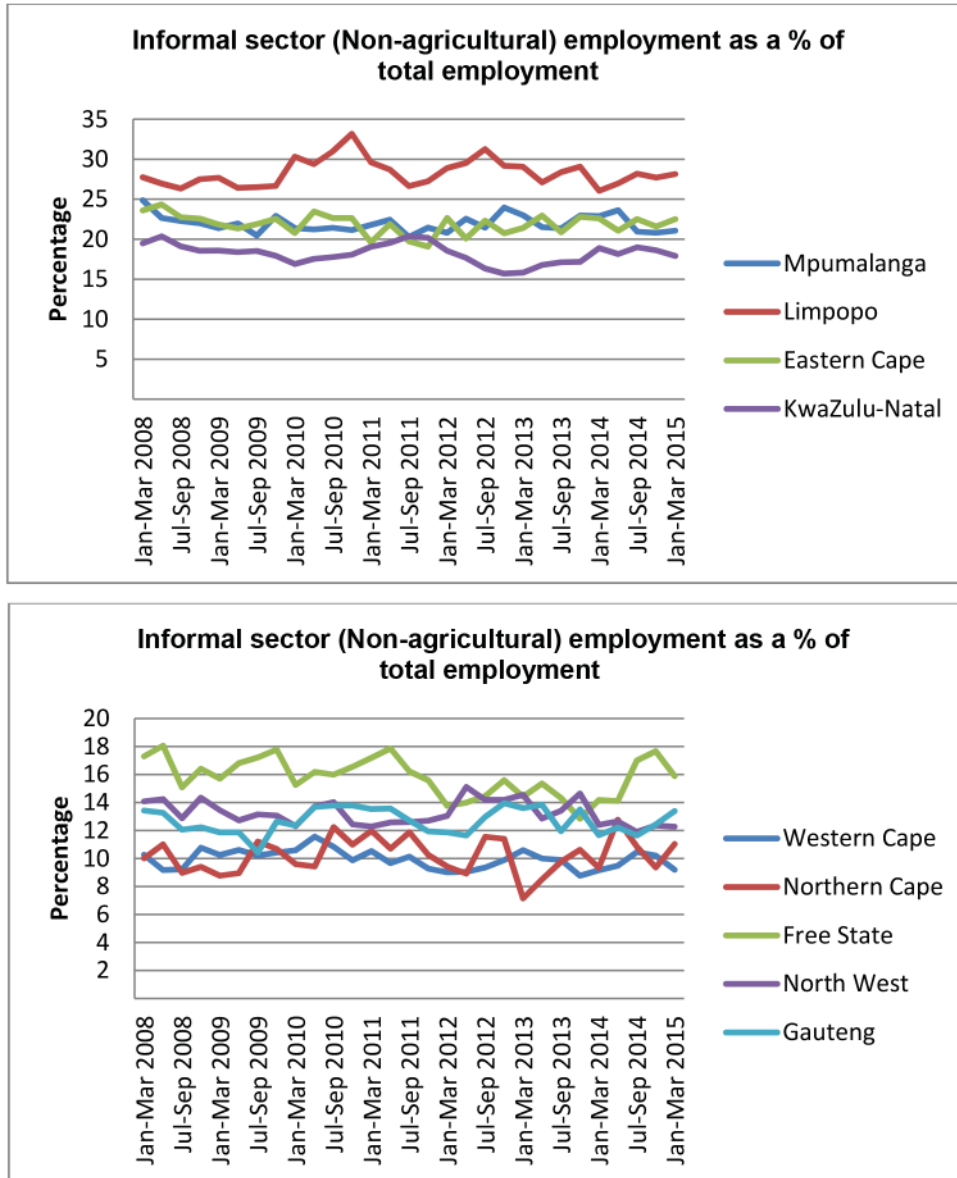 Informal sector (Non-agricultural) employment as a % of
total employment
Percentage
35
30
25
20
15
10
5
Jan-Mar 2008
Jul-Sep 2008
Jan-Mar 2009
Jul-Sep 2009
Jan-Mar 2010
Jul-Sep 2010
Jan-Mar 2011
Jul-Sep 2011
Jan-Mar 2012
Jul-Sep 2012
Jan-Mar 2013
Jul-Sep 2013
Jan-Mar 2014
Jul-Sep 2014
Jan-Mar 2015
Mpumalanga
Limpopo
Eastern Cape
KwaZulu-Natal
Informal sector (Non-agricultural) employment as a % of
total employment
Percentage
20
18
16
14
12
10
8
6
4
2
Jan-Mar 2008
Jul-Sep 2008
Jan-Mar 2009
Jul-Sep 2009
Jan-Mar 2010
Jul-Sep 2010
Jan-Mar 2011
Jul-Sep 2011
Jan-Mar 2012
Jul-Sep 2012
Jan-Mar 2013
Jul-Sep 2013
Jan-Mar 2014
Jul-Sep 2014
Jan-Mar 2015
Western Cape
Northern Cape
Free State
North West
Gauteng